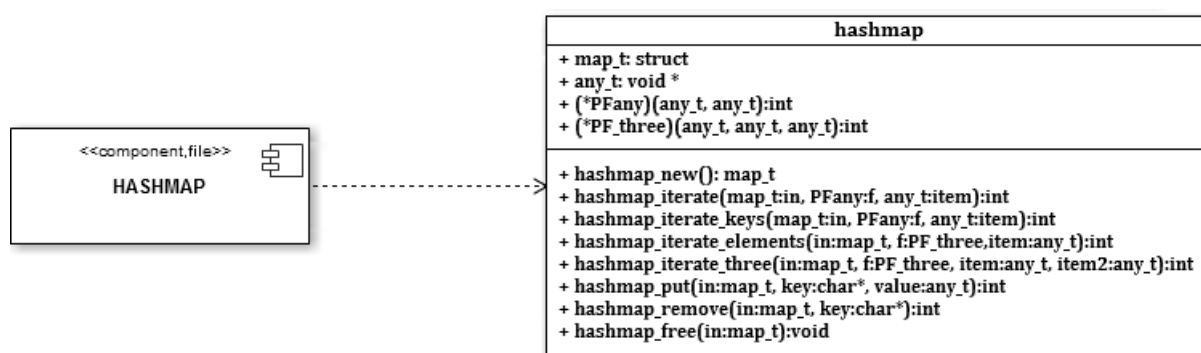 <<component,file>>
HASHMAP
hashmap
+ map_t: struct
+ any_t: void *
+ (*PFany)(any_t, any_t):int
+ (*PF_three)(any_t, any_t, any_t):int
+ hashmap_new(): map_t
+ hashmap_iterate(map_t:in, PFany:f, any_t:item):int
+ hashmap_iterate_keys(map_t:in, PFany:f, any_t:item):int
+ hashmap_iterate_elements(in:map_t, f:PF_three,item:any_t):int
+ hashmap_iterate_three(in:map_t, f:PF_three, item:any_t, item2:any_t):int
+ hashmap_put(in:map_t, key:char*, value:any_t):int
+ hashmap_remove(in:map_t, key:char*):int
+ hashmap_free(in:map_t):void